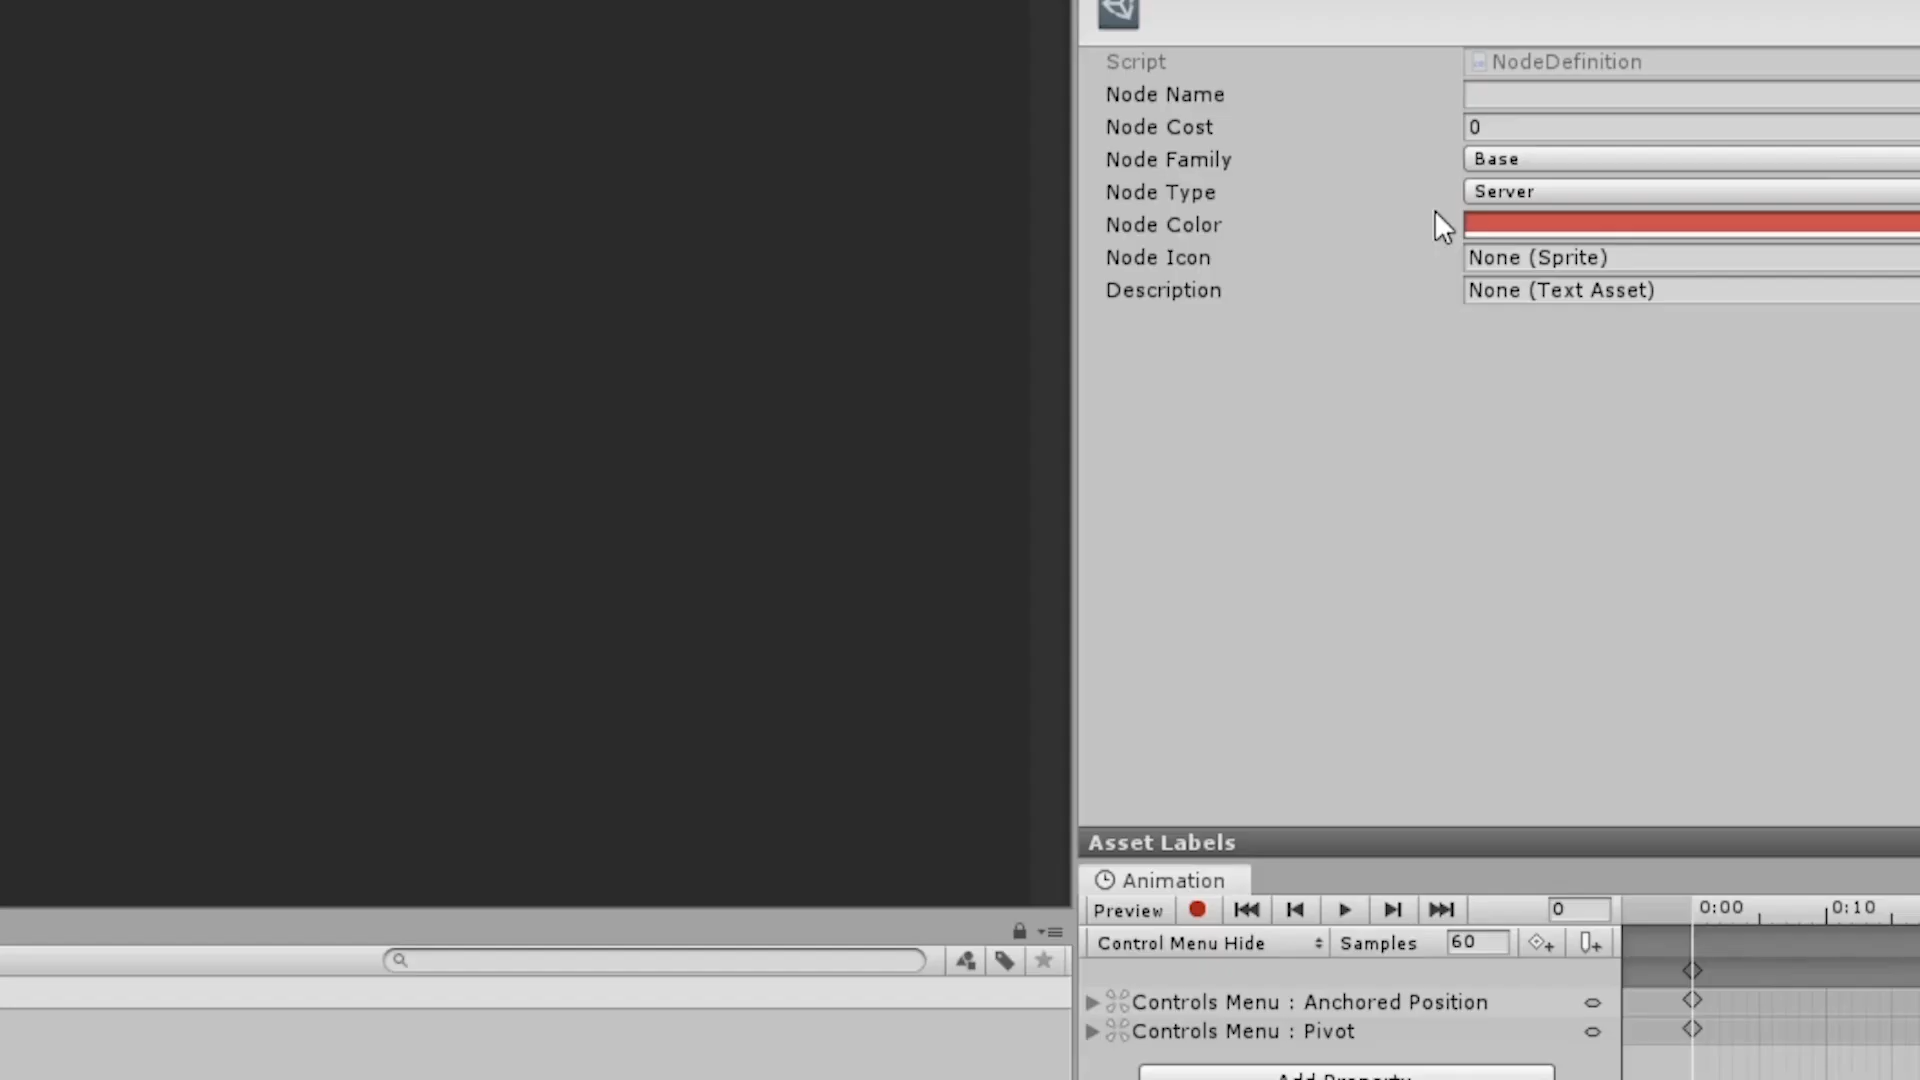 Script NodeDefinition
Node Name
Node Cost 0
Node Family Base
Node Type Server
Node Color
Node Icon None (Sprite)
Description None (Text Asset)
Asset Labels
Animation
Preview 0 0:00 0:10
Control Menu Hide Samples 60
Controls Menu : Anchored Position
Controls Menu : Pivot
Add Property